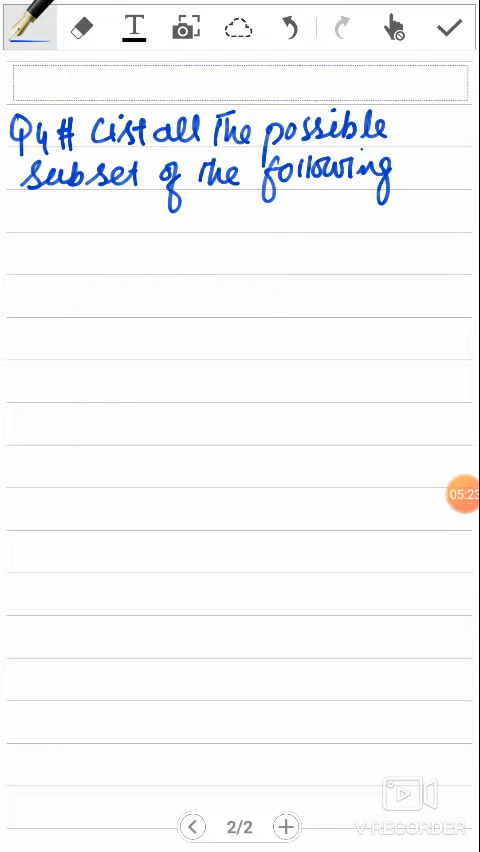 T
Q4# List all The possible
subset of the following
05:23
2/2
V-RECORDER